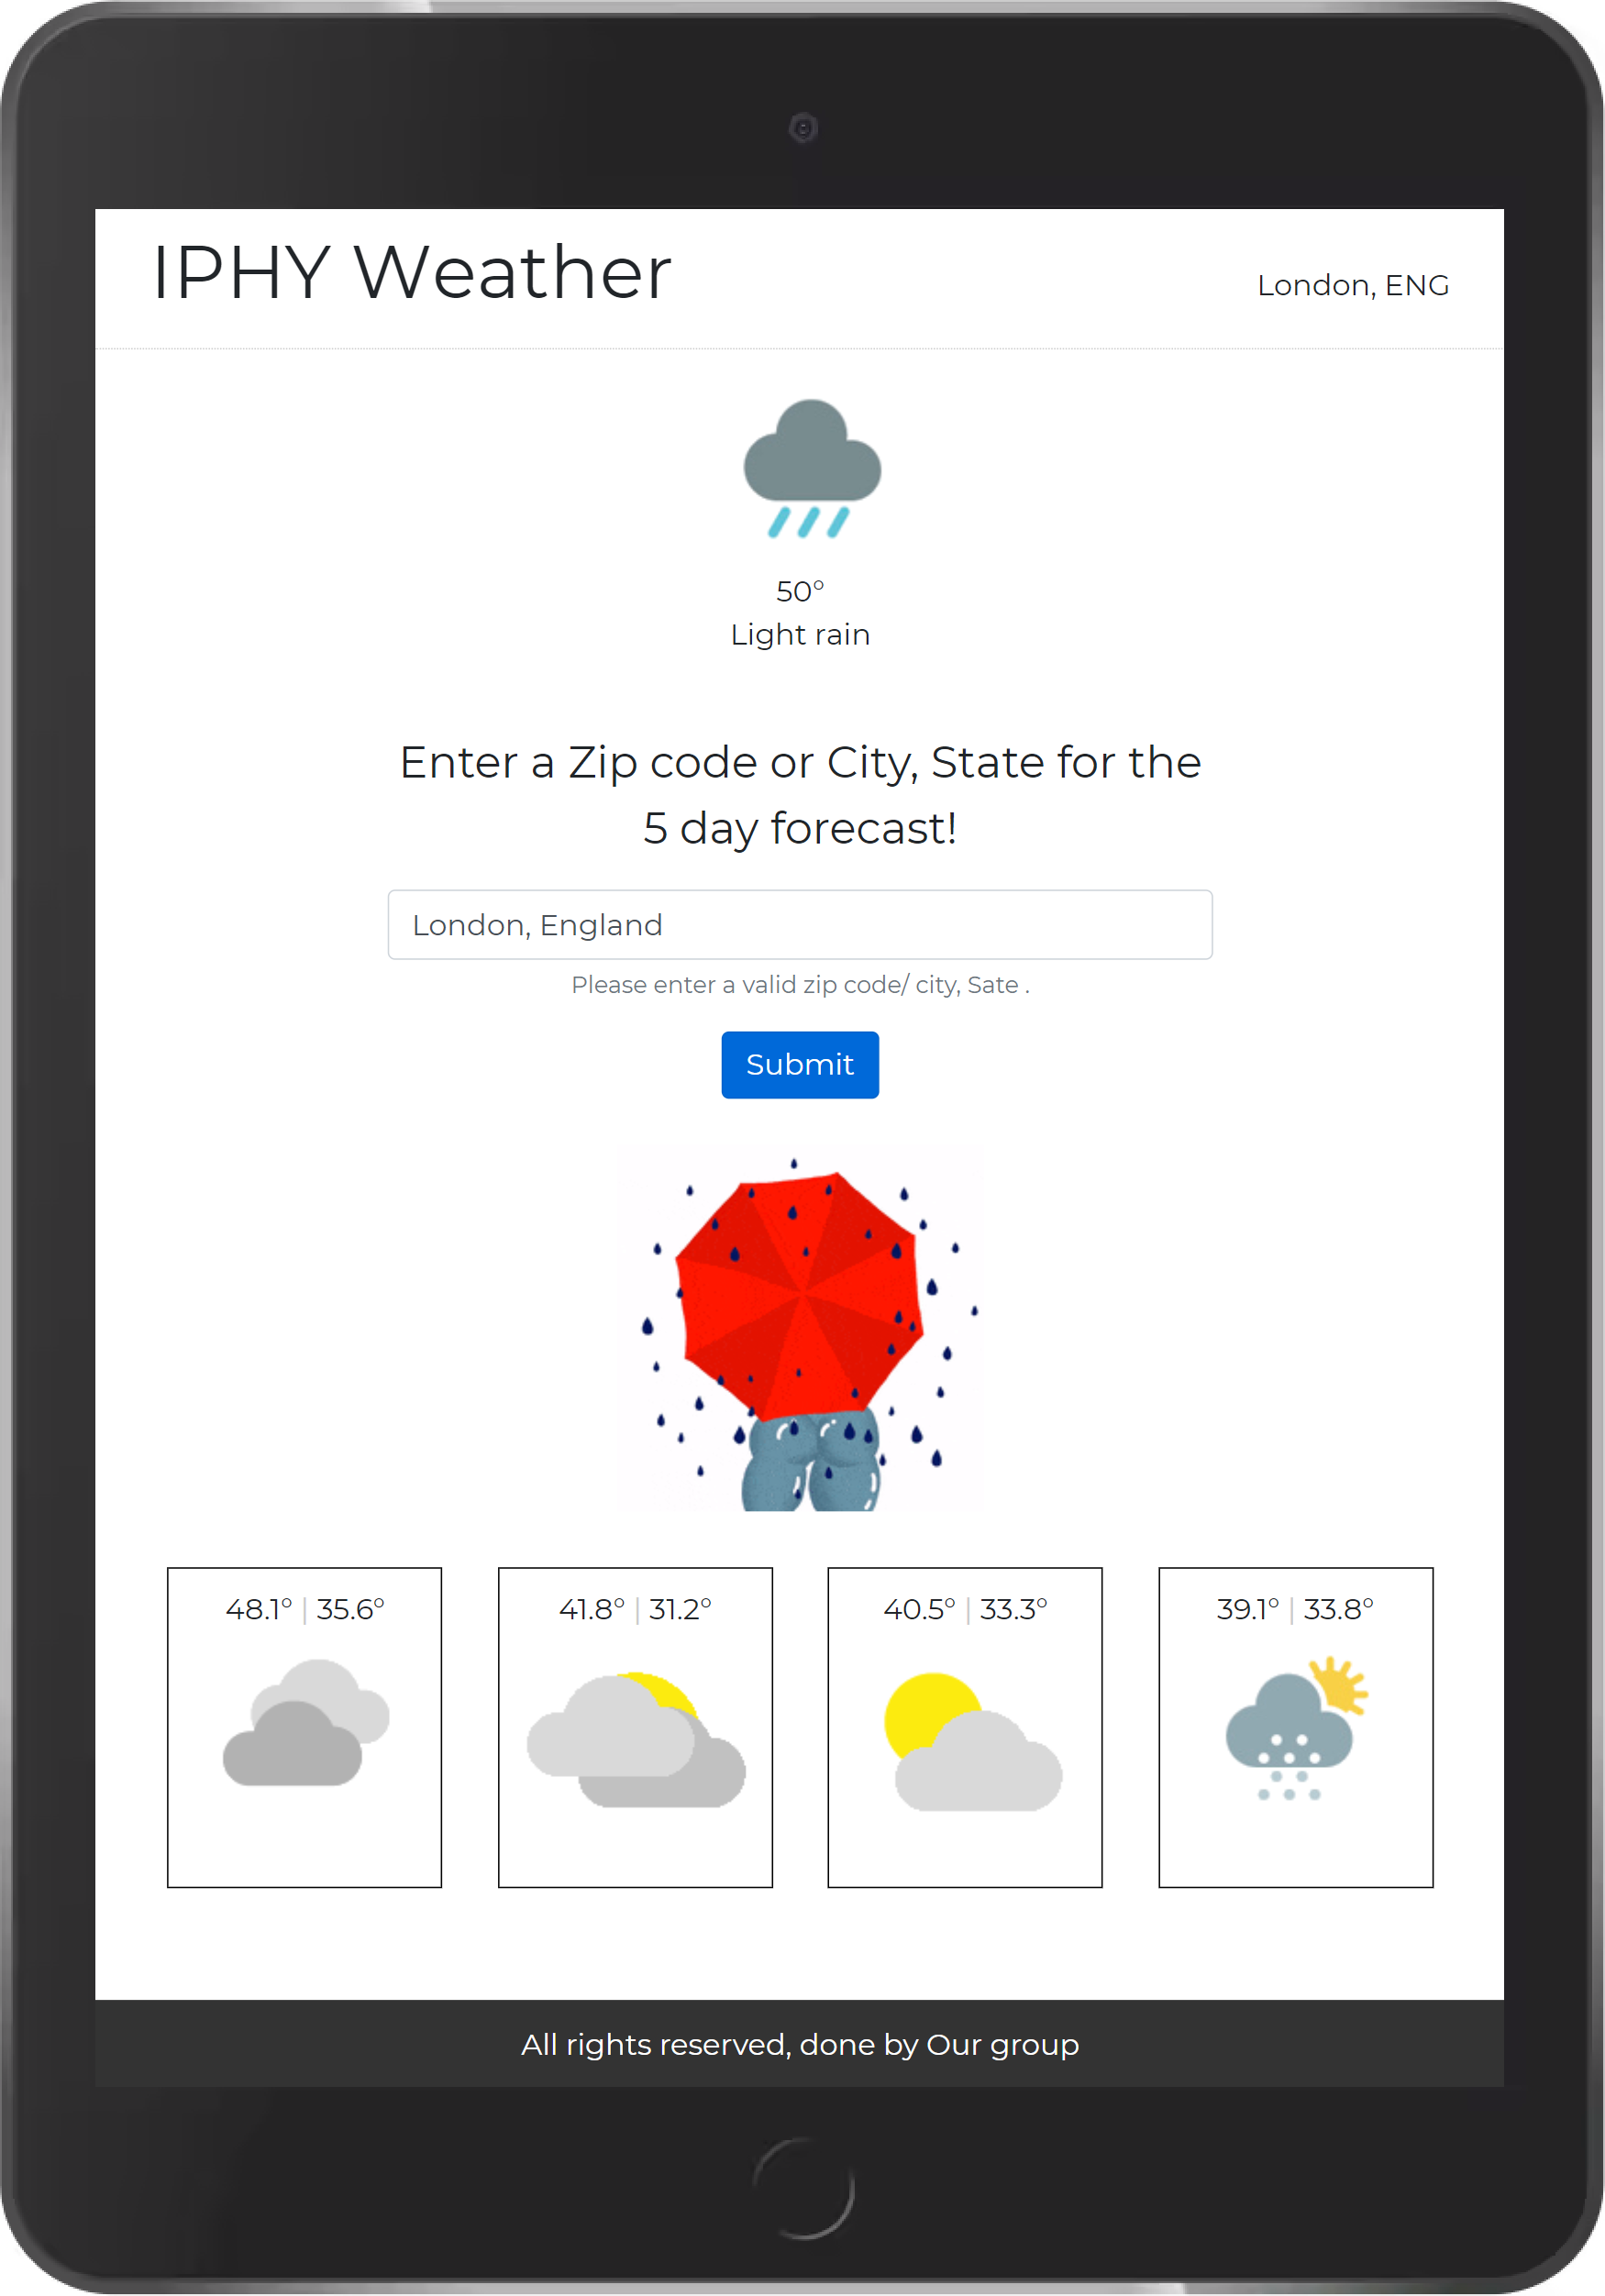 IPHY Weather
London, ENG
50°
Light rain
Enter a Zip code or City, State for the
5 day forecast!
London, England
Please enter a valid zip code/ city, Sate .
Submit
48.1° | 35.6°
41.8° | 31.2°
40.5° | 33.3°
39.1° | 33.8°
All rights reserved, done by Our group